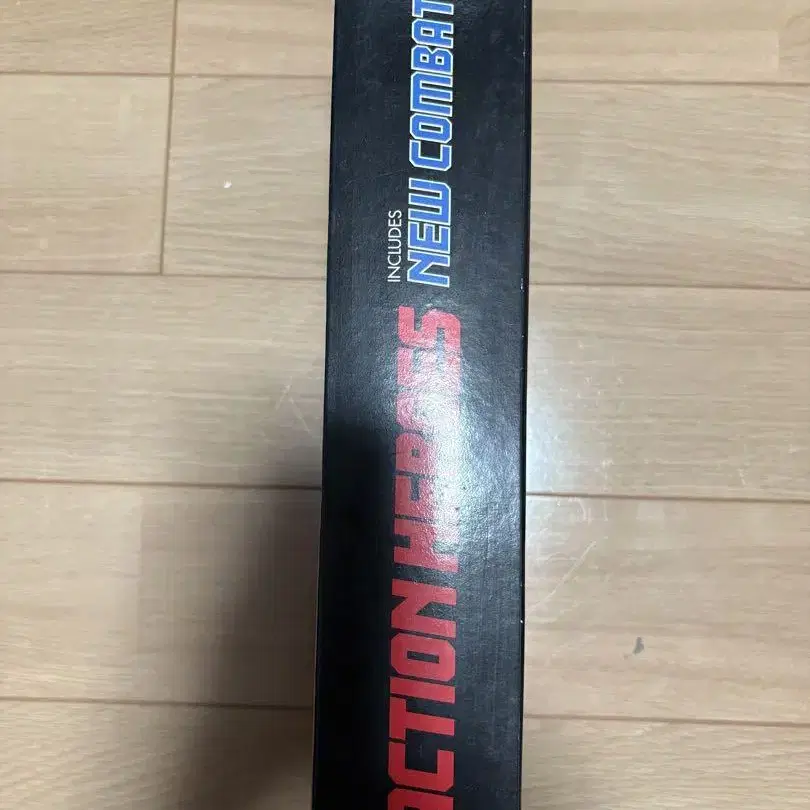 ACTION HEROES
INCLUDES
NEW COMBAT